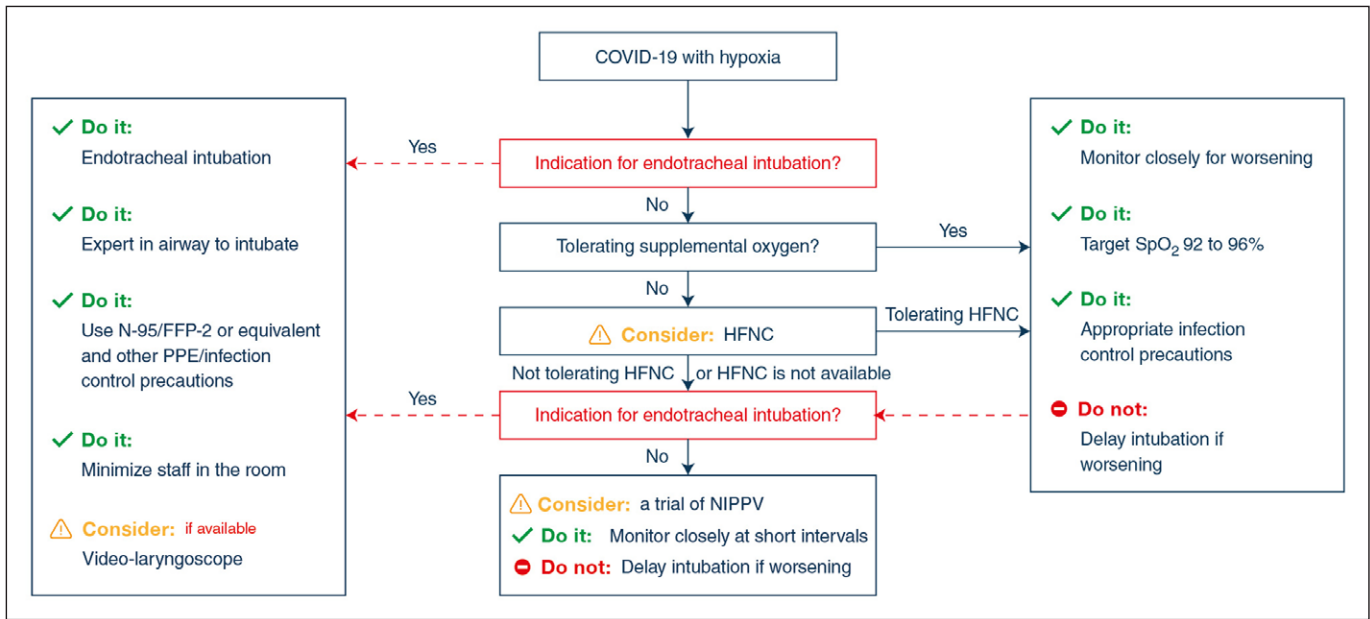 COVID-19 with hypoxia
Indication for endotracheal intubation?
Yes
No
Tolerating supplemental oxygen?
Yes
No
Consider: HFNC
Tolerating HFNC
Not tolerating HFNC or HFNC is not available
Indication for endotracheal intubation?
Yes
No
Consider: a trial of NIPPV
Do it: Monitor closely at short intervals
Do not: Delay intubation if worsening
Do it:
Endotracheal intubation
Do it:
Expert in airway to intubate
Do it:
Use N-95/FFP-2 or equivalent
and other PPE/infection
control precautions
Do it:
Minimize staff in the room
Consider: if available
Video-laryngoscope
Do it:
Monitor closely for worsening
Do it:
Target SpO₂ 92 to 96%
Do it:
Appropriate infection
control precautions
Do not:
Delay intubation if
worsening